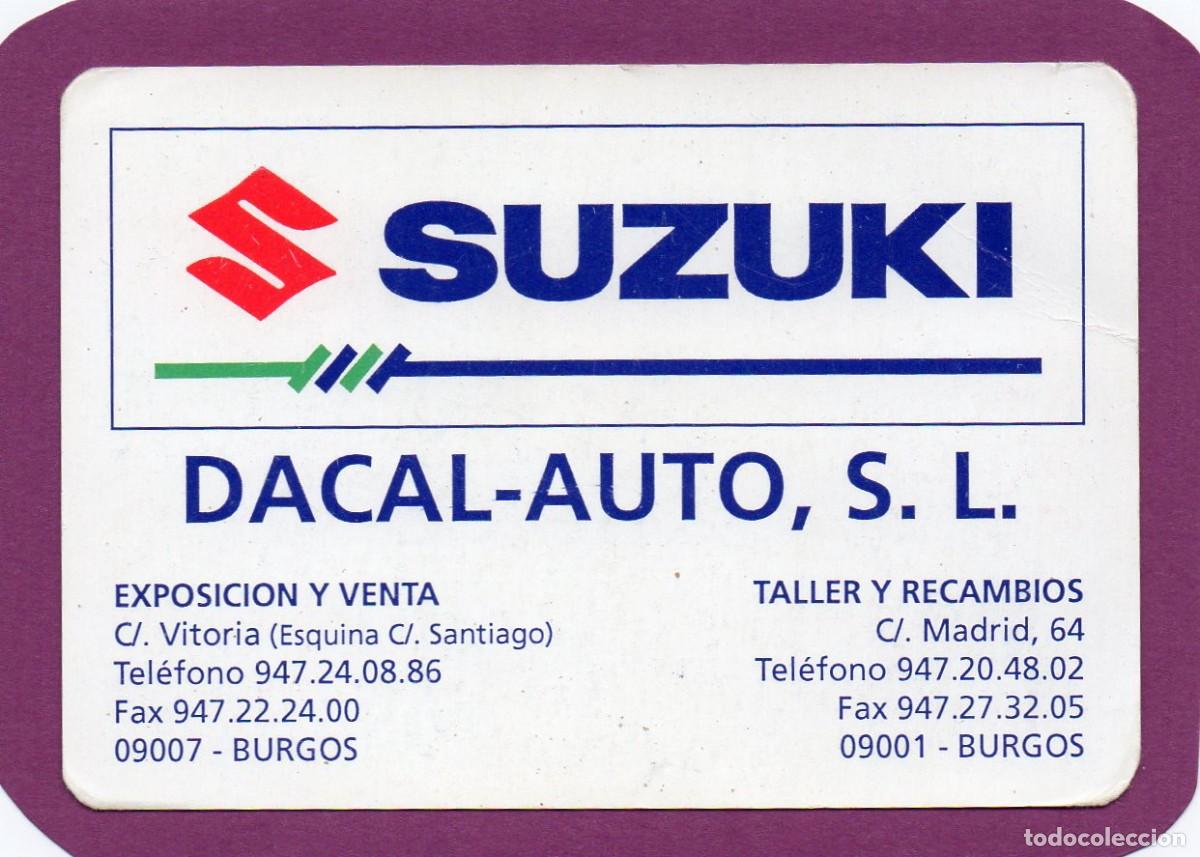 SUZUKI
DACAL-AUTO, S. L.
EXPOSICION Y VENTA
C/. Vitoria (Esquina C/. Santiago)
Teléfono 947.24.08.86
Fax 947.22.24.00
09007 - BURGOS
TALLER Y RECAMBIOS
C/. Madrid, 64
Teléfono 947.20.48.02
Fax 947.27.32.05
09001 - BURGOS
todocoleccion